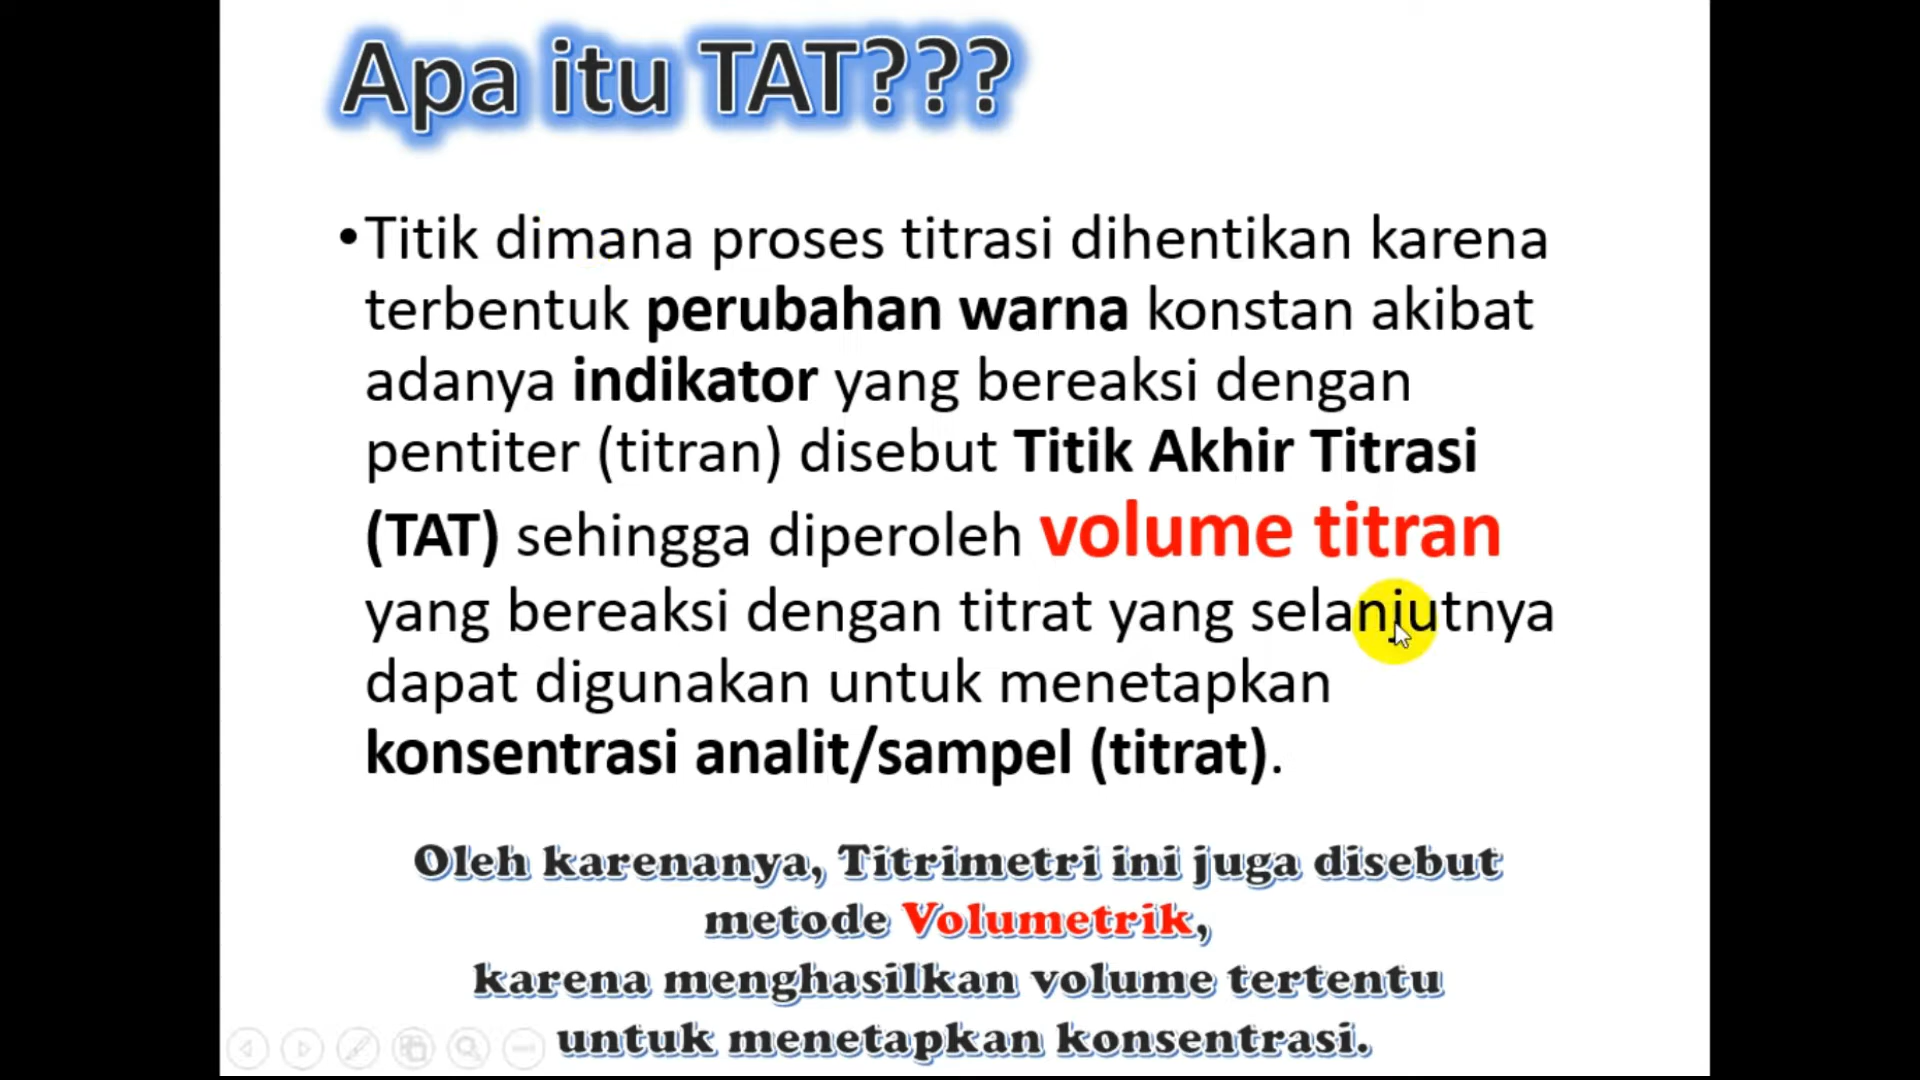 Apa itu TAT???
•Titik dimana proses titrasi dihentikan karena
terbentuk perubahan warna konstan akibat
adanya indikator yang bereaksi dengan
pentiter (titran) disebut Titik Akhir Titrasi
(TAT) sehingga diperoleh volume titran
yang bereaksi dengan titrat yang selanjutnya
dapat digunakan untuk menetapkan
konsentrasi analit/sampel (titrat).
Oleh karenanya, Titrimetri ini juga disebut
metode Volumetrik,
karena menghasilkan volume tertentu
untuk menetapkan konsentrasi.